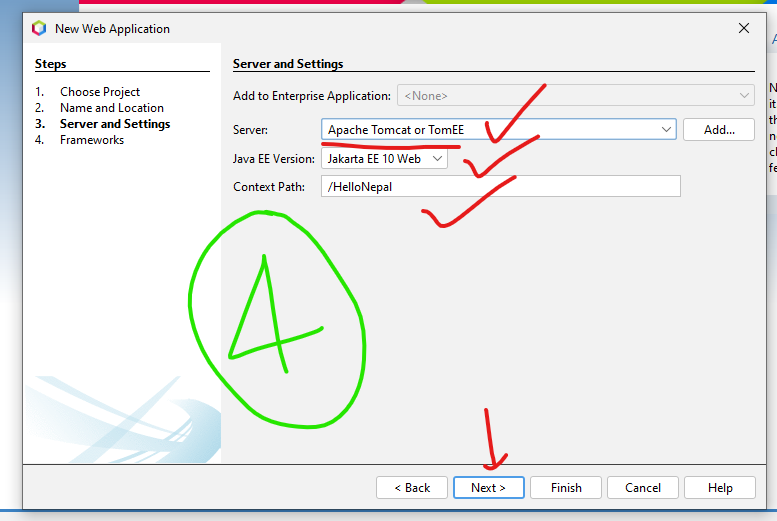 New Web Application
Steps
1. Choose Project
2. Name and Location
3. Server and Settings
4. Frameworks
Server and Settings
Add to Enterprise Application: <None>
Server: Apache Tomcat or TomEE Add...
Java EE Version: Jakarta EE 10 Web
Context Path: /HelloNepal
4
< Back Next > Finish Cancel Help